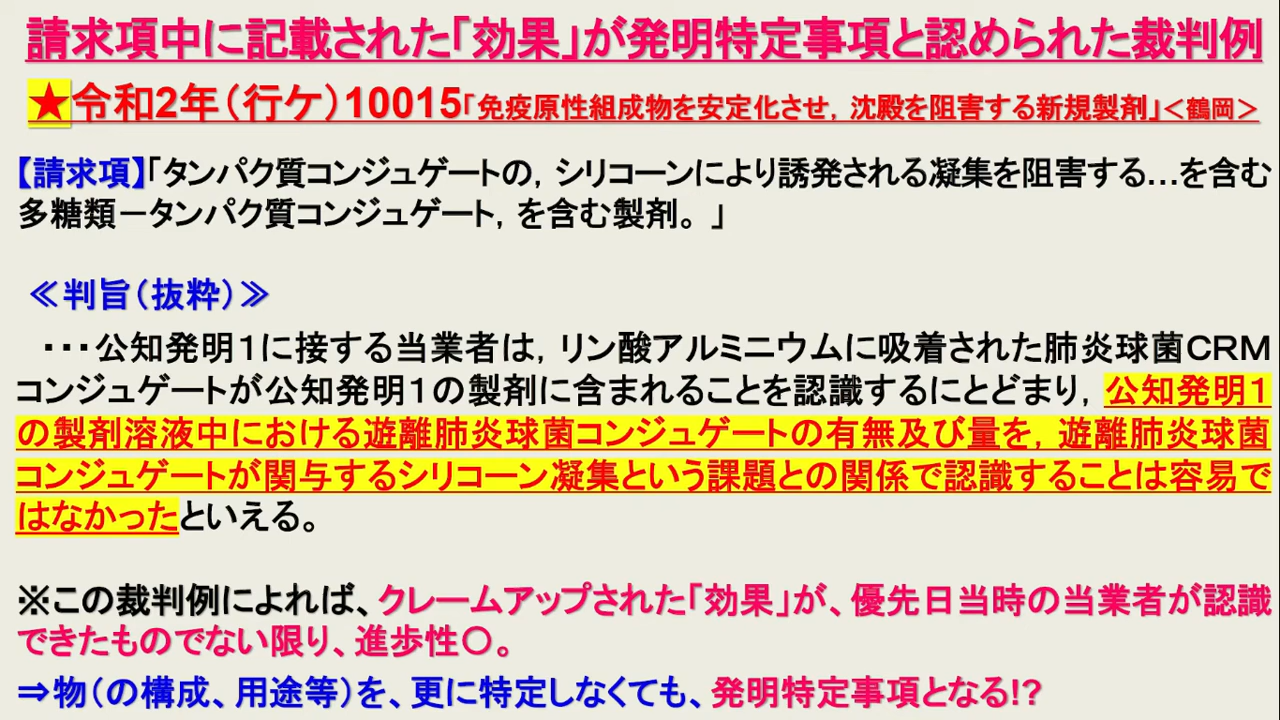 請求項中に記載された「効果」が発明特定事項と認められた裁判例
★令和2年(行ケ)10015「免疫原性組成物を安定化させ，沈殿を阻害する新規製剤」＜鶴岡＞
【請求項】「タンパク質コンジュゲートの，シリコーンにより誘発される凝集を阻害する…を含む
多糖類－タンパク質コンジュゲート，を含む製剤。」
≪判旨（抜粋）≫
・・・公知発明１に接する当業者は，リン酸アルミニウムに吸着された肺炎球菌ＣＲＭ
コンジュゲートが公知発明１の製剤に含まれることを認識するにとどまり，公知発明１
の製剤溶液中における遊離肺炎球菌コンジュゲートの有無及び量を，遊離肺炎球菌
コンジュゲートが関与するシリコーン凝集という課題との関係で認識することは容易で
はなかったといえる。
※この裁判例によれば、クレームアップされた「効果」が、優先日当時の当業者が認識
できたものでない限り、進歩性〇。
⇒物（の構成、用途等）を、更に特定しなくても、発明特定事項となる!?